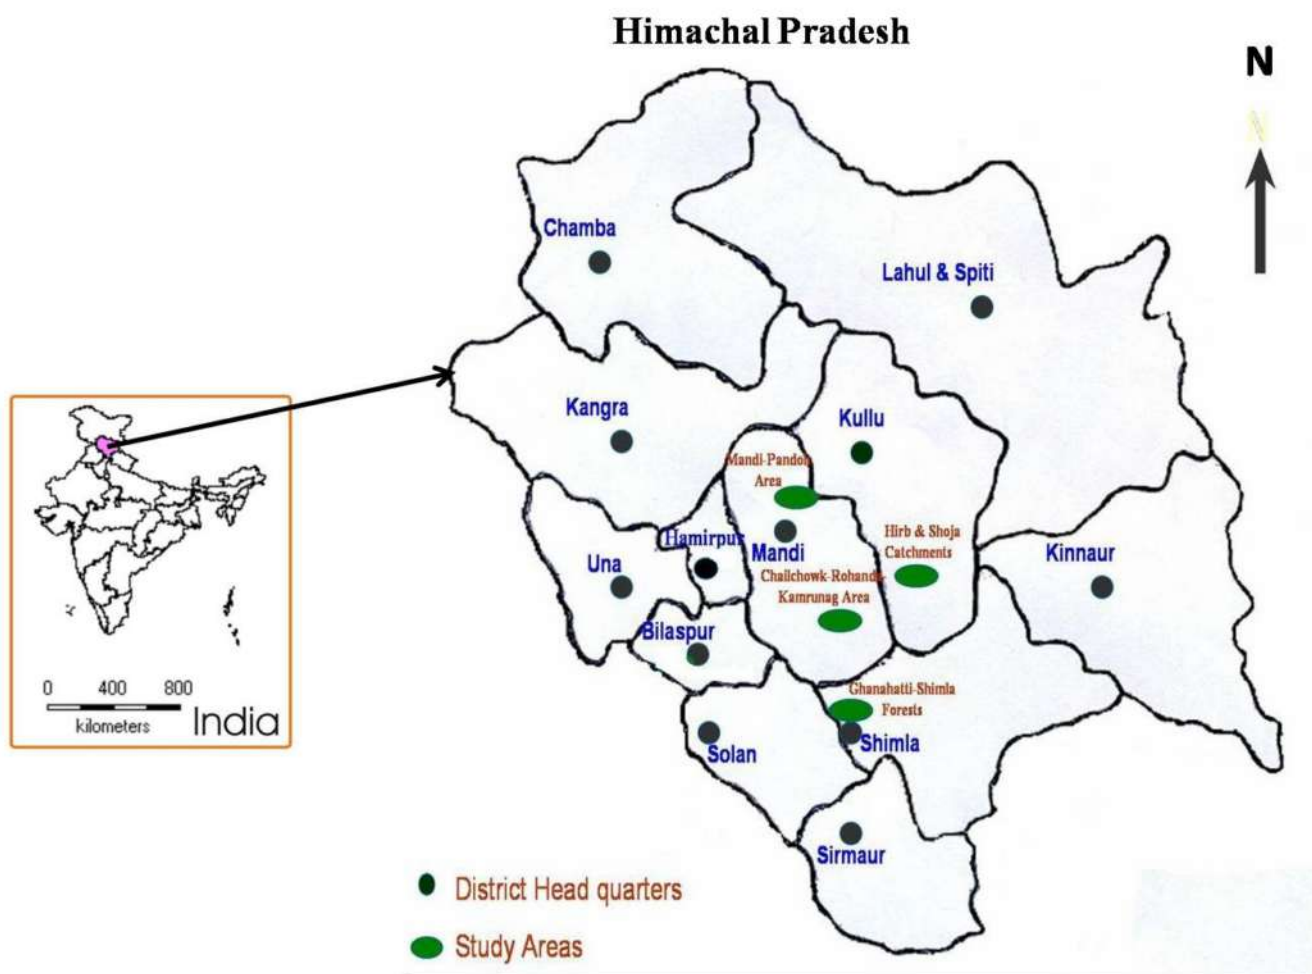 Himachal Pradesh
N
N
Chamba
Lahul & Spiti
Kangra
Kullu
Mandi-Pandoh
Area
Hamirpur
Mandi
Hirb & Shoja
Catchments
Kinnaur
Una
Chailchowk-Rohanda-
Kamrunag Area
Bilaspur
Ghanahatti-Shimla
Forests
Shimla
Solan
Sirmaur
0 400 800
kilometers
India
District Head quarters
Study Areas